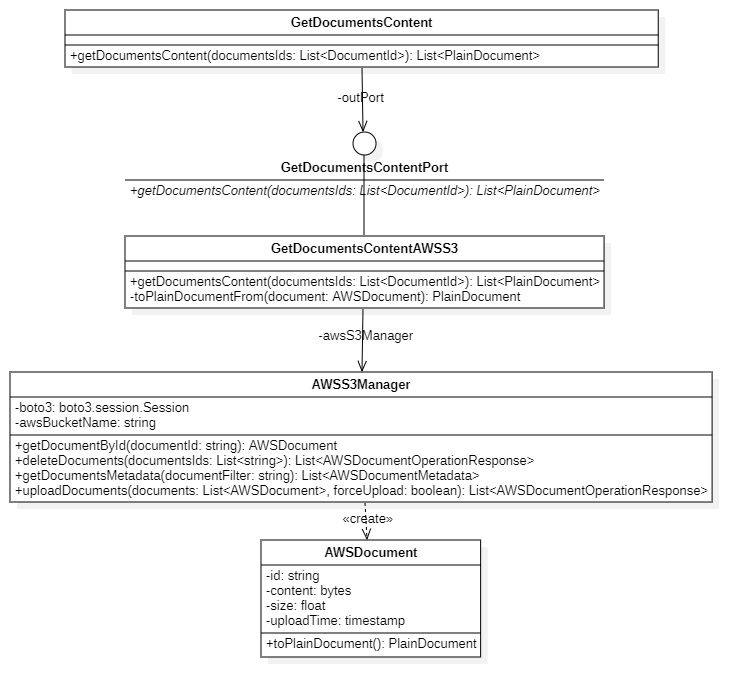 GetDocumentsContent
+getDocumentsContent(documentsIds: List<DocumentId>): List<PlainDocument>
-outPort
GetDocumentsContentPort
+getDocumentsContent(documentsIds: List<DocumentId>): List<PlainDocument>
GetDocumentsContentAWSS3
+getDocumentsContent(documentsIds: List<DocumentId>): List<PlainDocument>
-toPlainDocumentFrom(document: AWSDocument): PlainDocument
-awsS3Manager
AWSS3Manager
-boto3: boto3.session.Session
-awsBucketName: string
+getDocumentById(documentId: string): AWSDocument
+deleteDocuments(documentsIds: List<string>): List<AWSDocumentOperationResponse>
+getDocumentsMetadata(documentFilter: string): List<AWSDocumentMetadata>
+uploadDocuments(documents: List<AWSDocument>, forceUpload: boolean): List<AWSDocumentOperationResponse>
«create»
AWSDocument
-id: string
-content: bytes
-size: float
-uploadTime: timestamp
+toPlainDocument(): PlainDocument